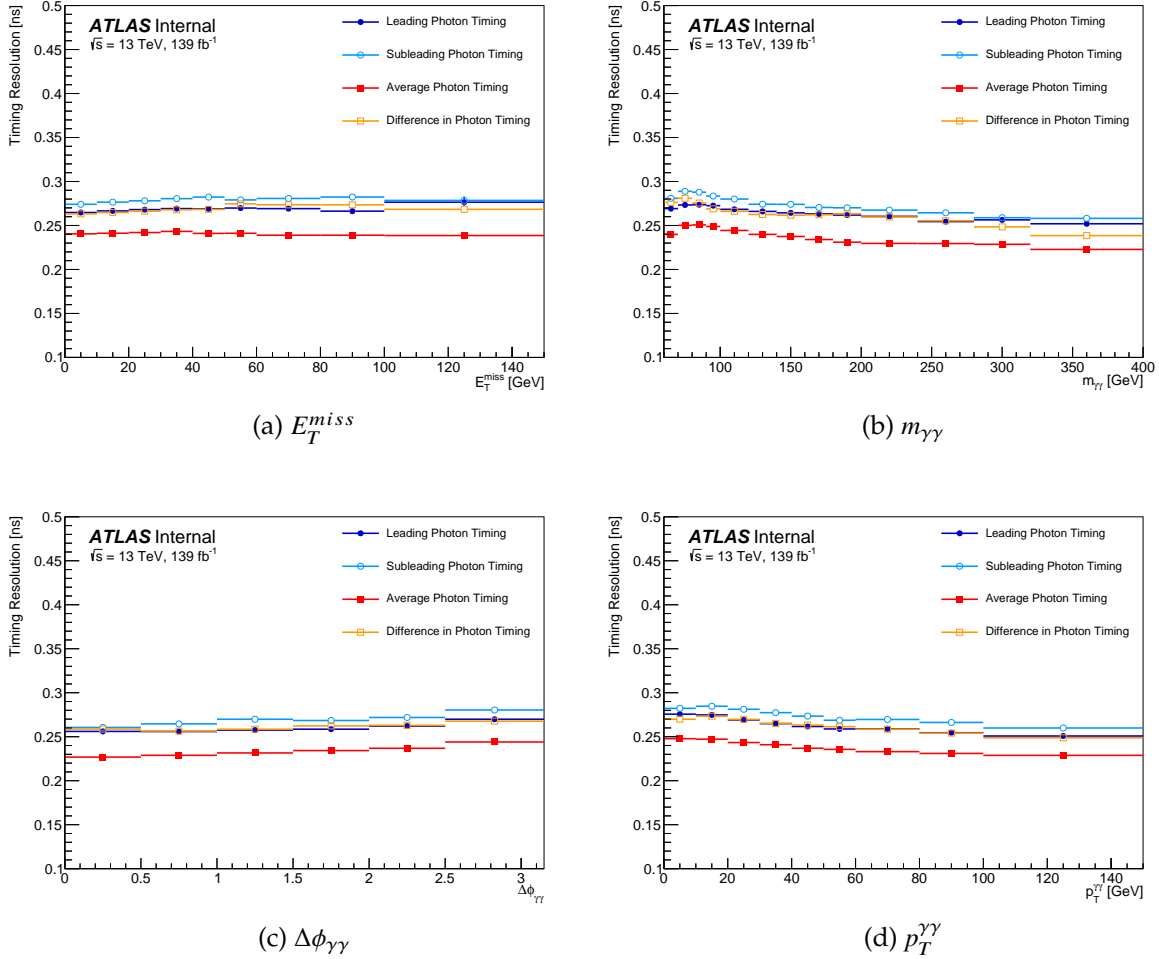 Timing Resolution [ns]
0.5
0.45
0.4
0.35
0.3
0.25
0.2
0.15
0.1
ATLAS Internal
√s = 13 TeV, 139 fb⁻¹
Leading Photon Timing
Subleading Photon Timing
Average Photon Timing
Difference in Photon Timing
0 20 40 60 80 100 120 140
E_T^miss [GeV]
(a) E_T^miss
Timing Resolution [ns]
0.5
0.45
0.4
0.35
0.3
0.25
0.2
0.15
0.1
ATLAS Internal
√s = 13 TeV, 139 fb⁻¹
Leading Photon Timing
Subleading Photon Timing
Average Photon Timing
Difference in Photon Timing
100 150 200 250 300 350 400
m_γγ [GeV]
(b) m_γγ
Timing Resolution [ns]
0.5
0.45
0.4
0.35
0.3
0.25
0.2
0.15
0.1
ATLAS Internal
√s = 13 TeV, 139 fb⁻¹
Leading Photon Timing
Subleading Photon Timing
Average Photon Timing
Difference in Photon Timing
0 0.5 1 1.5 2 2.5 3
Δϕ_γγ
(c) Δϕ_γγ
Timing Resolution [ns]
0.5
0.45
0.4
0.35
0.3
0.25
0.2
0.15
0.1
ATLAS Internal
√s = 13 TeV, 139 fb⁻¹
Leading Photon Timing
Subleading Photon Timing
Average Photon Timing
Difference in Photon Timing
0 20 40 60 80 100 120 140
p_T^γγ [GeV]
(d) p_T^γγ